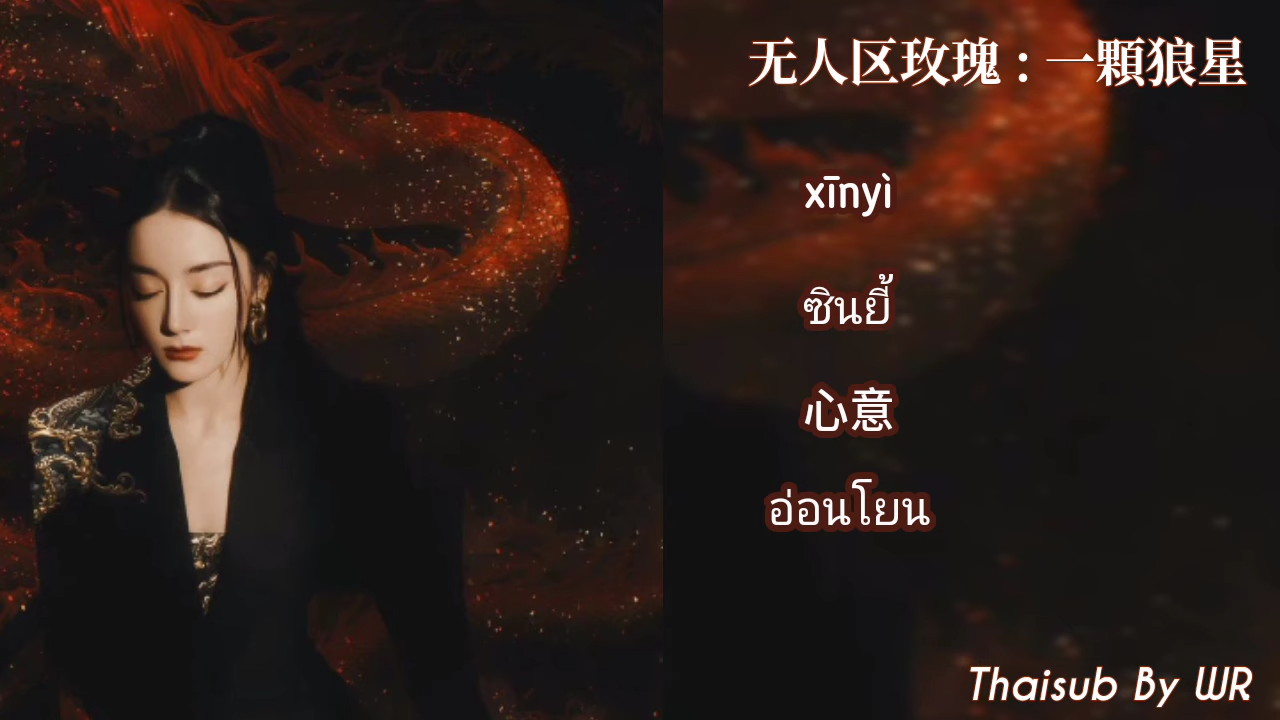 无人区玫瑰 : 一顆狼星
xīnyì
ซินยี้
心意
อ่อนโยน
Thaisub By WR